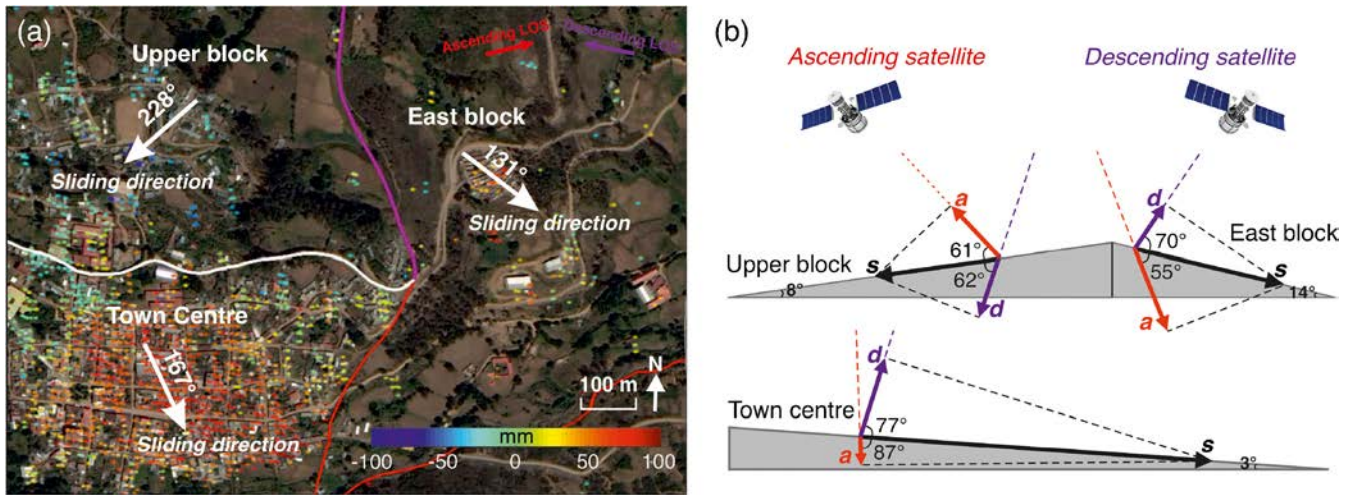 (a)
Upper block
Ascending LOS
Descending LOS
228°
Sliding direction
East block
131°
Sliding direction
Town Centre
167°
Sliding direction
N
100 m
mm
-100 -50 0 50 100
(b)
Ascending satellite
Descending satellite
a
d
d
a
61°
62°
70°
55°
Upper block
East block
s
s
8°
14°
d
a
Town centre
77°
87°
a
s
3°